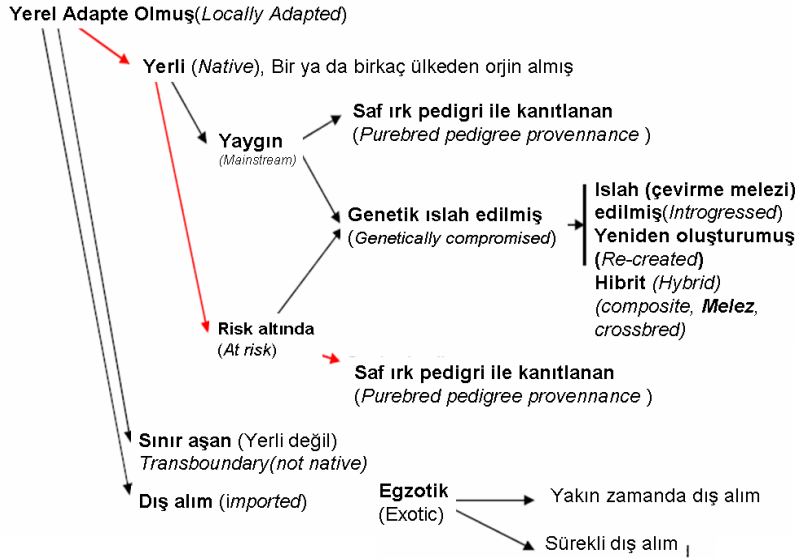 Yerel Adapte Olmuş(Locally Adapted)
Yerli (Native), Bir ya da birkaç ülkeden orjin almış
Yaygın
(Mainstream)
Saf ırk pedigri ile kanıtlanan
(Purebred pedigree provennance )
Genetik ıslah edilmiş
(Genetically compromised)
Islah (çevirme melezi)
edilmiş(Introgressed)
Yeniden oluşturumuş
(Re-created)
Hibrit (Hybrid)
(composite, Melez,
crossbred)
Risk altında
(At risk)
Saf ırk pedigri ile kanıtlanan
(Purebred pedigree provennance )
Sınır aşan (Yerli değil)
Transboundary(not native)
Dış alım (imported)
Egzotik
(Exotic)
Yakın zamanda dış alım
Sürekli dış alım